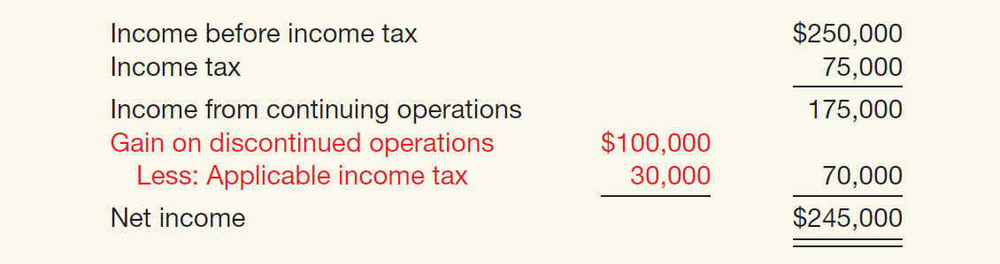 Income before income tax $250,000
Income tax 75,000
Income from continuing operations 175,000
Gain on discontinued operations $100,000
Less: Applicable income tax 30,000 70,000
Net income $245,000